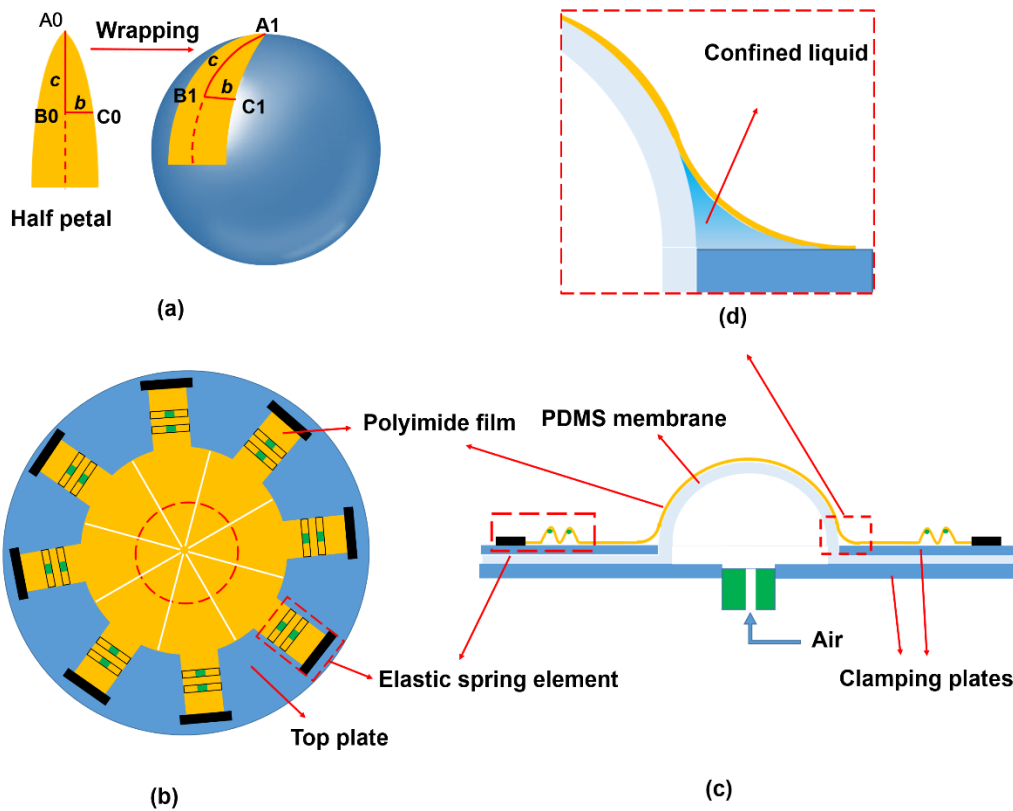 A0
Wrapping
A1
c
b
B0
C0
c
b
B1
C1
Half petal
(a)
Confined liquid
(d)
Polyimide film
PDMS membrane
Air
Elastic spring element
Clamping plates
Top plate
(b)
(c)